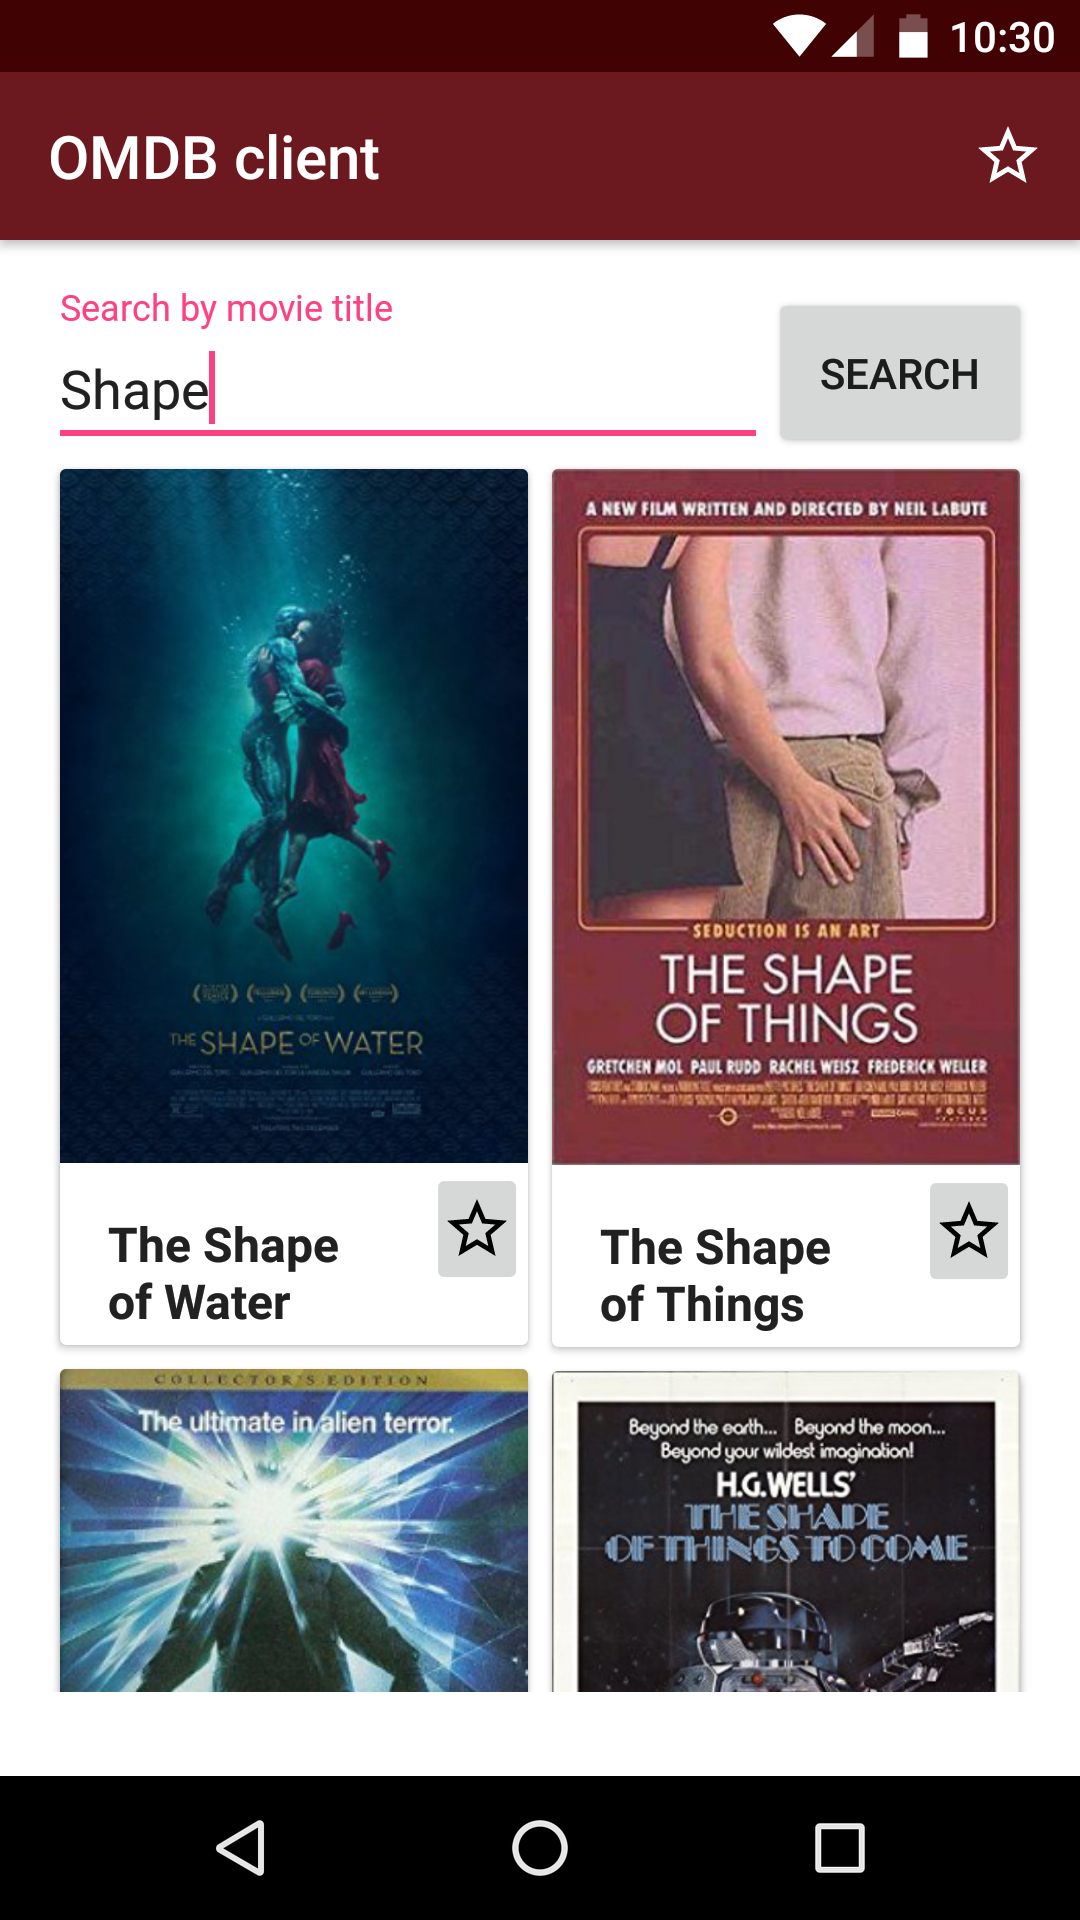 10:30
OMDB client
Search by movie title
Shape
SEARCH
THE SHAPE OF WATER
The Shape
of Water
A NEW FILM WRITTEN AND DIRECTED BY NEIL LABUTE
SEDUCTION IS AN ART
THE SHAPE
OF THINGS
GRETCHEN MOL PAUL RUDD RACHEL WEISZ FREDERICK WELLER
FOCUS
The Shape
of Things
COLLECTOR'S EDITION
The ultimate in alien terror.
Beyond the earth... Beyond the moon...
Beyond your wildest imagination!
H.G.WELLS'
THE SHAPE
OF THINGS TO COME